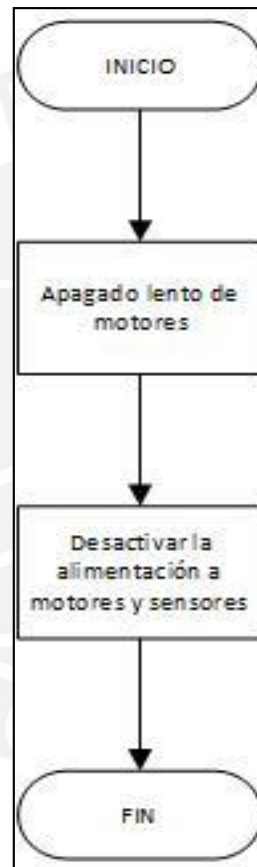 INICIO
Apagado lento de
motores
Desactivar la
alimentación a
motores y sensores
FIN